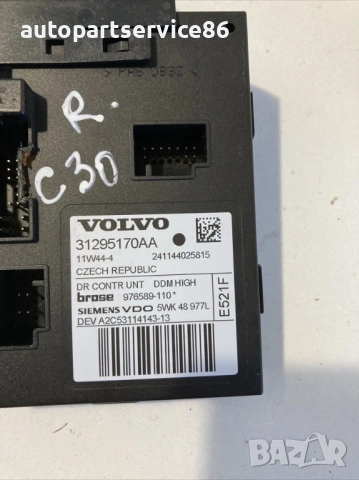 autopartservice86
R.
C30
VOLVO
31295170AA
11W44-4 241144025815
CZECH REPUBLIC
DR CONTR UNT DDM HIGH
brose 976589-110*
SIEMENS VDO 5WK 48 977L
DEV A2C53114143-13
E521F
BAZAR